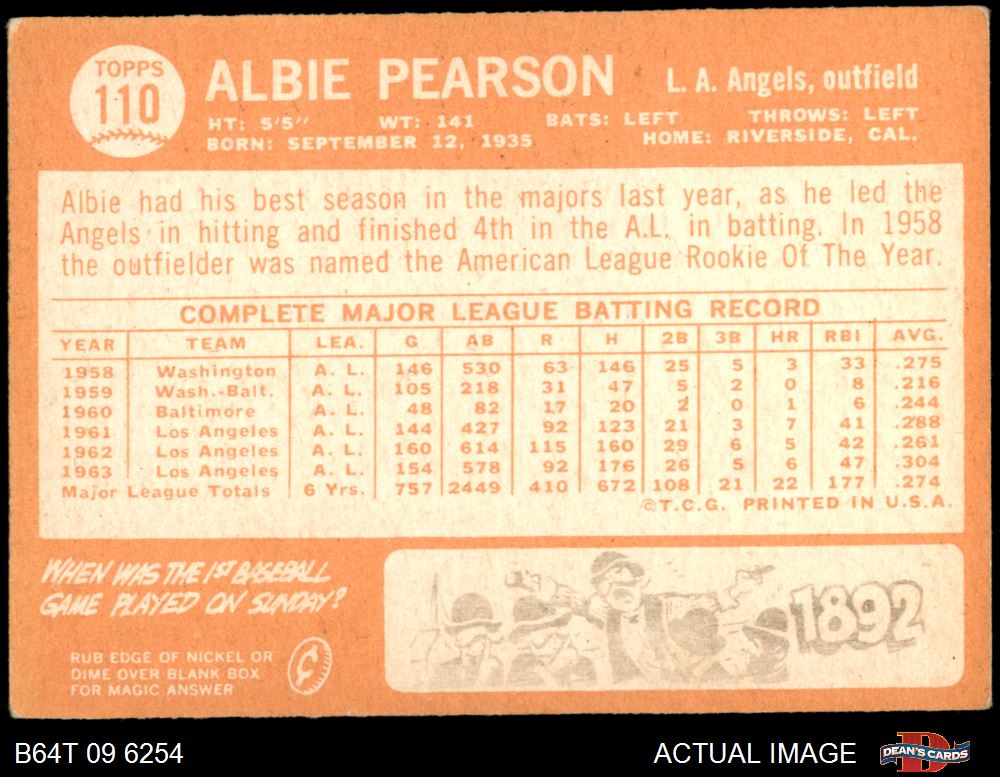 TOPPS
110
ALBIE PEARSON
L. A. Angels, outfield
HT: 5'5" WT: 141 BATS: LEFT THROWS: LEFT
BORN: SEPTEMBER 12, 1935 HOME: RIVERSIDE, CAL.
Albie had his best season in the majors last year, as he led the
Angels in hitting and finished 4th in the A.L. in batting. In 1958
the outfielder was named the American League Rookie Of The Year.
COMPLETE MAJOR LEAGUE BATTING RECORD
YEAR TEAM LEA. G AB R H 2B 3B HR RBI AVG.
1958 Washington A. L. 146 530 63 146 25 5 3 33 .275
1959 Wash.-Balt. A. L. 105 218 31 47 5 2 0 8 .216
1960 Baltimore A. L. 48 82 17 20 2 0 1 6 .244
1961 Los Angeles A. L. 144 427 92 123 21 3 7 41 .288
1962 Los Angeles A. L. 160 614 115 160 29 6 5 42 .261
1963 Los Angeles A. L. 154 578 92 176 26 5 6 47 .304
Major League Totals 6 Yrs. 757 2449 410 672 108 21 22 177 .274
©T.C.G. PRINTED IN U.S.A.
WHEN WAS THE 1ST BASEBALL
GAME PLAYED ON SUNDAY?
RUB EDGE OF NICKEL OR
DIME OVER BLANK BOX
FOR MAGIC ANSWER
1892
B64T 09 6254
ACTUAL IMAGE
D
DEAN'S CARDS